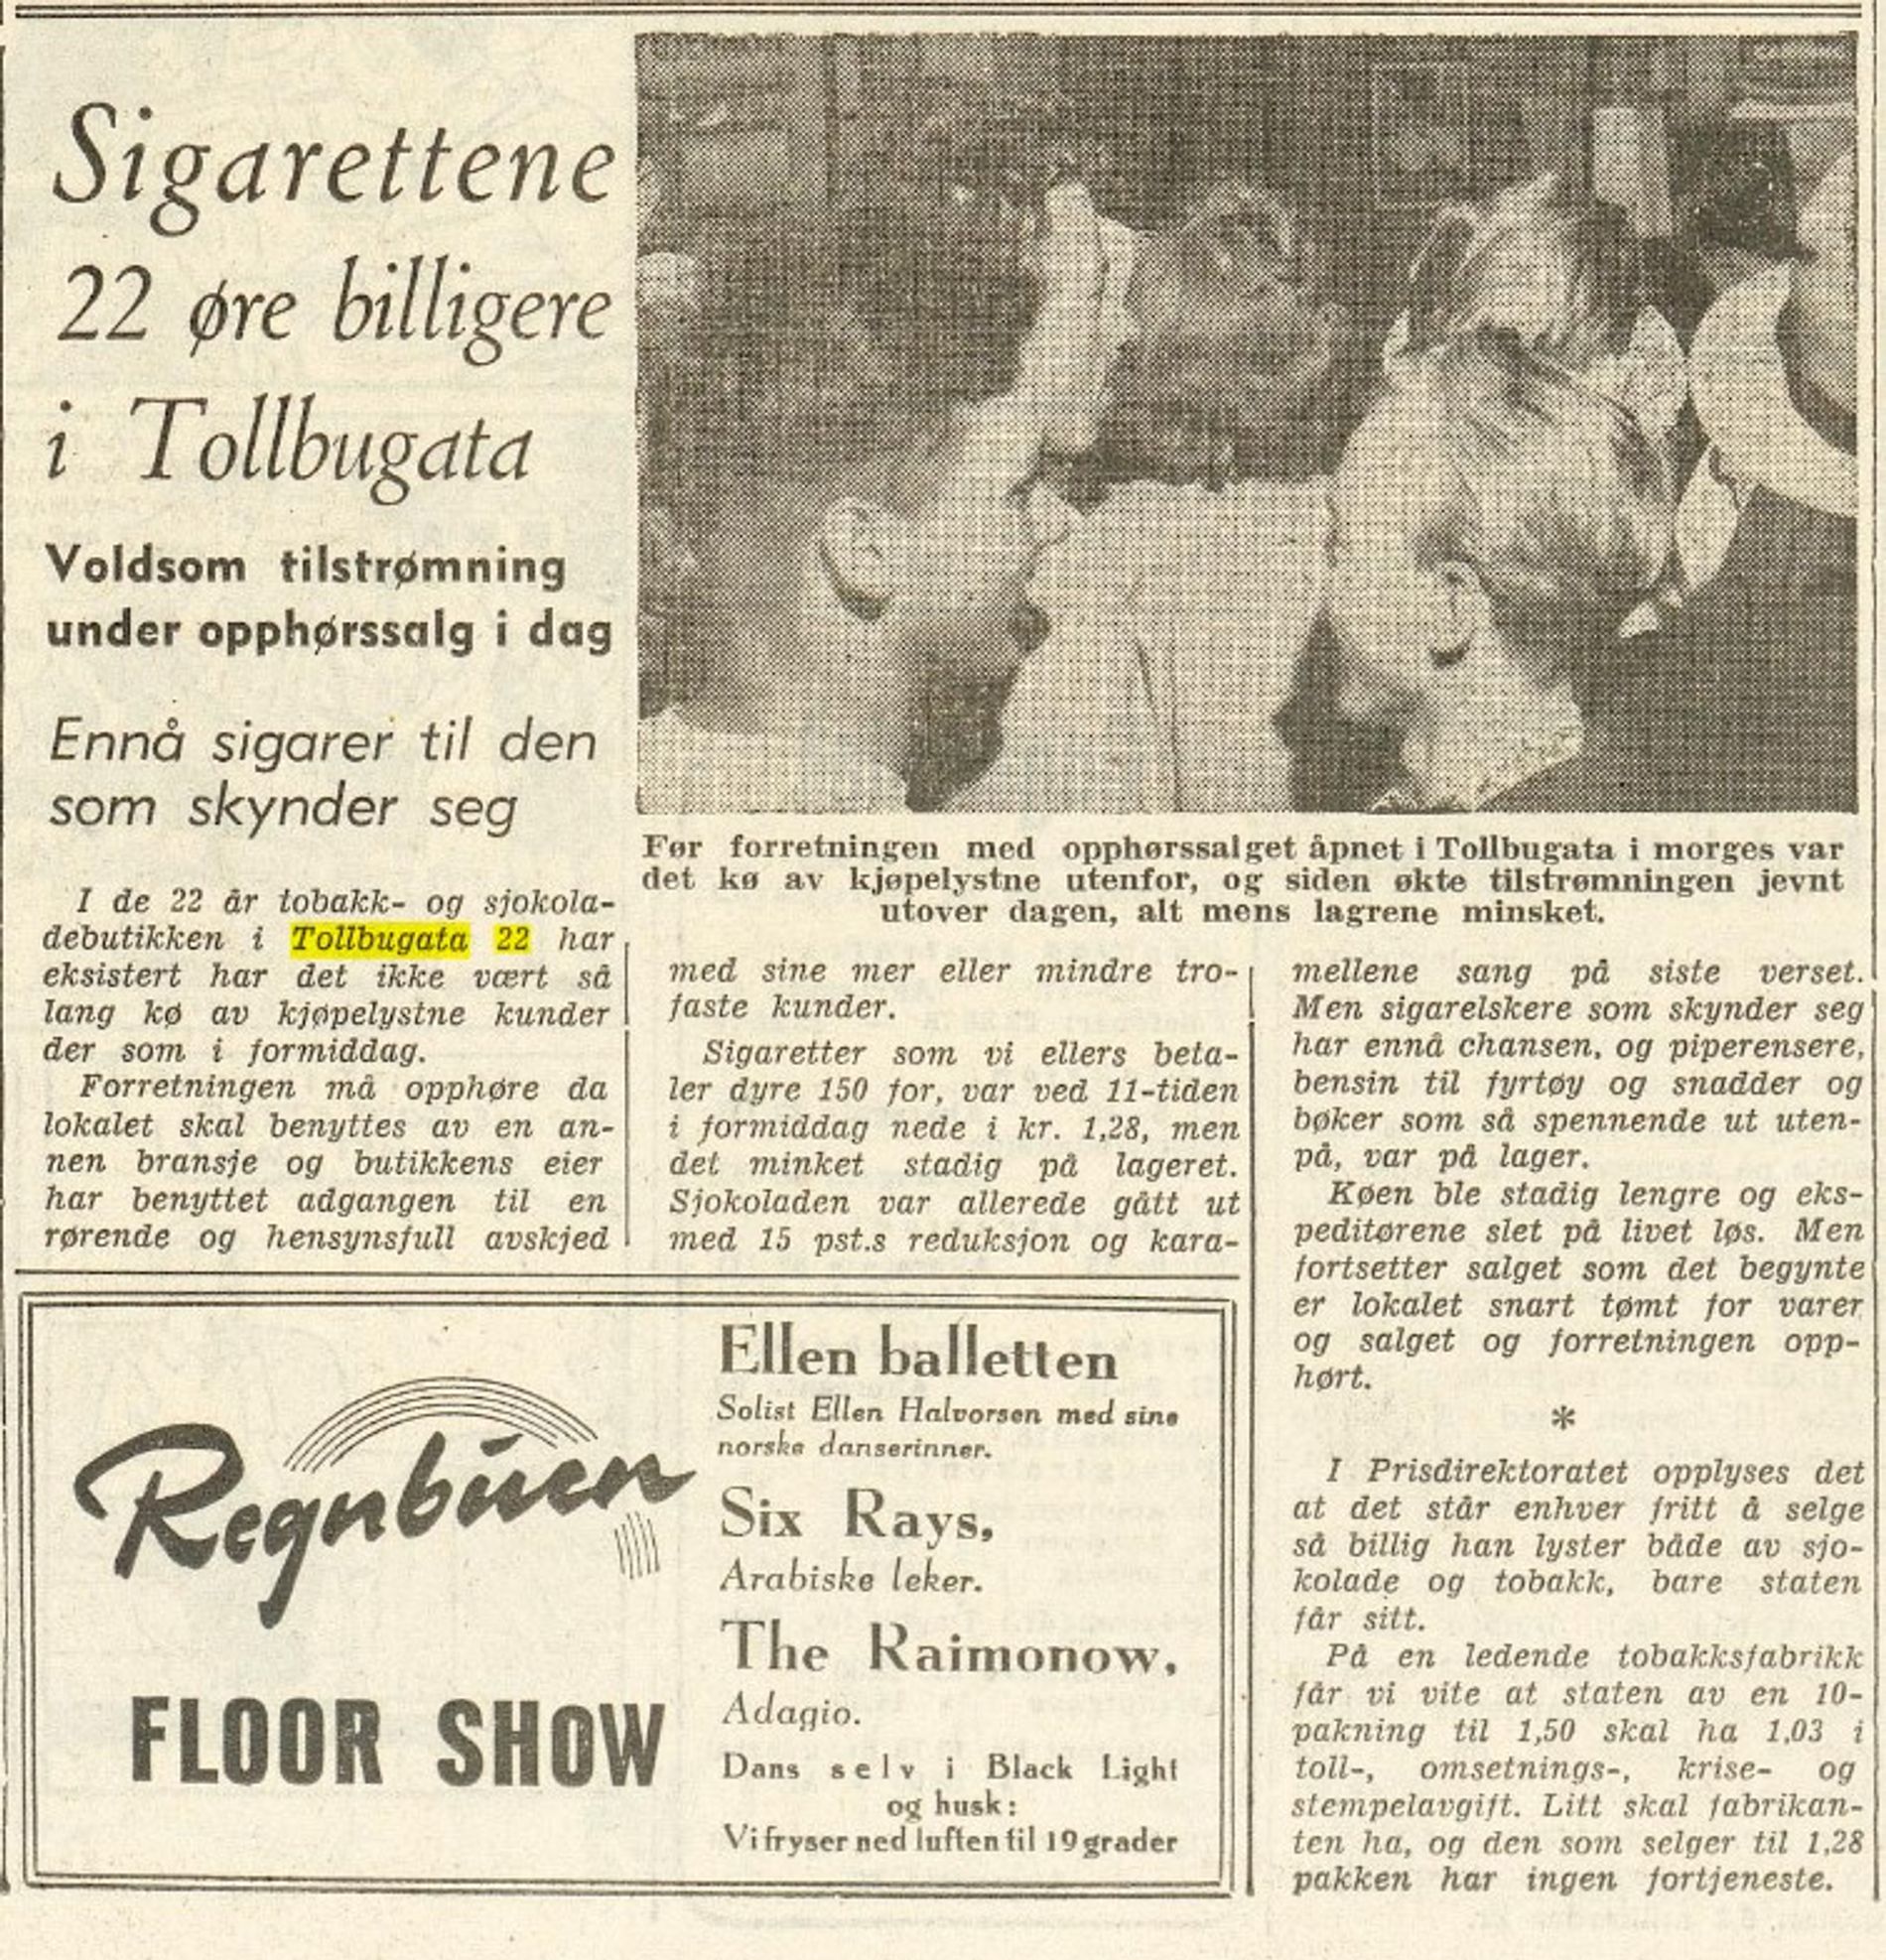 Sigarettene
22 øre billigere
i Tollbugata
Voldsom tilstrømning
under opphørssalg i dag
Ennå sigarer til den
som skynder seg
Før forretningen med opphørssalget åpnet i Tollbugata i morges var
det kø av kjøpelystne utenfor, og siden økte tilstrømningen jevnt
utover dagen, alt mens lagrene minsket.
I de 22 år tobakk- og sjokola-
debutikken i Tollbugata 22 har
eksistert har det ikke vært så
lang kø av kjøpelystne kunder
der som i formiddag.
Forretningen må opphøre da
lokalet skal benyttes av en an-
nen bransje og butikkens eier
har benyttet adgangen til en
rørende og hensynsfull avskjed
med sine mer eller mindre tro-
faste kunder.
Sigaretter som vi ellers beta-
ler dyre 150 for, var ved 11-tiden
i formiddag nede i kr. 1,28, men
det minket stadig på lageret.
Sjokoladen var allerede gått ut
med 15 pst.s reduksjon og kara-
mellene sang på siste verset.
Men sigarelskere som skynder seg
har ennå chansen, og piperensere,
bensin til fyrtøy og snadder og
bøker som så spennende ut uten-
på, var på lager.
Køen ble stadig lengre og eks-
peditørene slet på livet løs. Men
fortsetter salget som det begynte
er lokalet snart tømt for varer
og salget og forretningen opp-
hørt.
*
I Prisdirektoratet opplyses det
at det står enhver fritt å selge
så billig han lyster både av sjo-
kolade og tobakk, bare staten
får sitt.
På en ledende tobakksfabrikk
får vi vite at staten av en 10-
pakning til 1,50 skal ha 1,03 i
toll-, omsetnings-, krise- og
stempelavgift. Litt skal fabrikan-
ten ha, og den som selger til 1,28
pakken har ingen fortjeneste.
Regnbuen
FLOOR SHOW
Ellen balletten
Solist Ellen Halvorsen med sine
norske danserinner.
Six Rays,
Arabiske leker.
The Raimonow,
Adagio.
Dans selv i Black Light
og husk:
Vi fryser ned luften til 19 grader